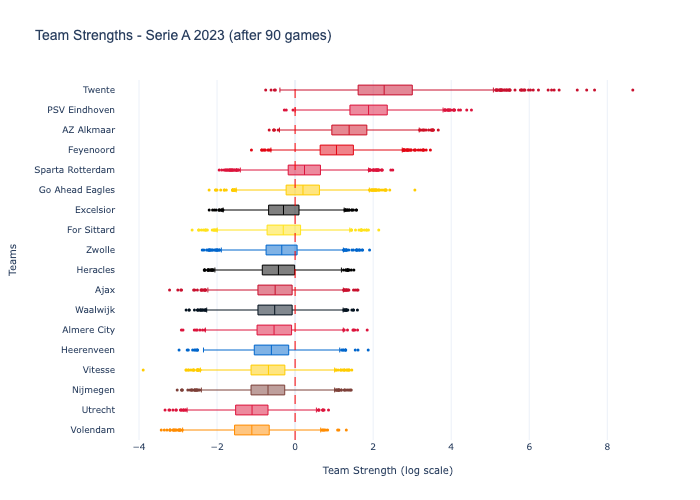 Team Strengths - Serie A 2023 (after 90 games)
Twente
PSV Eindhoven
AZ Alkmaar
Feyenoord
Sparta Rotterdam
Go Ahead Eagles
Excelsior
For Sittard
Zwolle
Heracles
Ajax
Waalwijk
Almere City
Heerenveen
Vitesse
Nijmegen
Utrecht
Volendam
Teams
−4 −2 0 2 4 6 8
Team Strength (log scale)